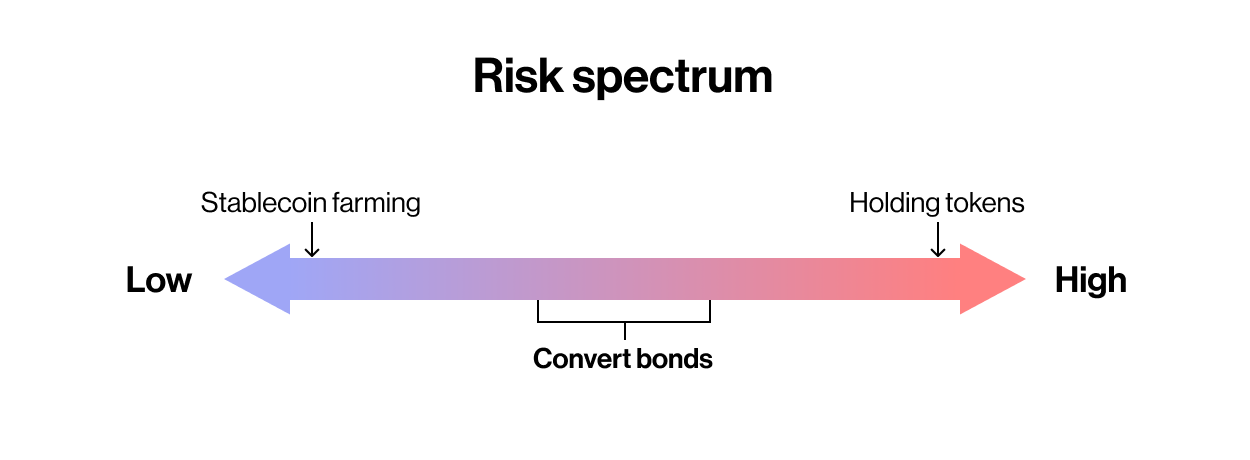 Risk spectrum
Stablecoin farming
Holding tokens
Low
High
Convert bonds